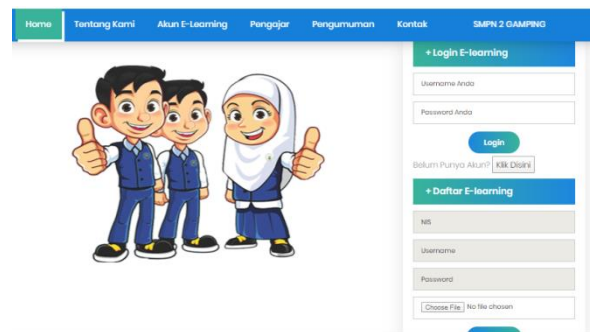 Home Tentang Kami Akun E-Learning Pengajar Pengumuman Kontak SMPN 2 GAMPING
+ Login E-learning
Username Anda
Password Anda
Login
Belum Punya Akun? Klik Disini
+ Daftar E-learning
NIS
Username
Password
Choose File No file chosen